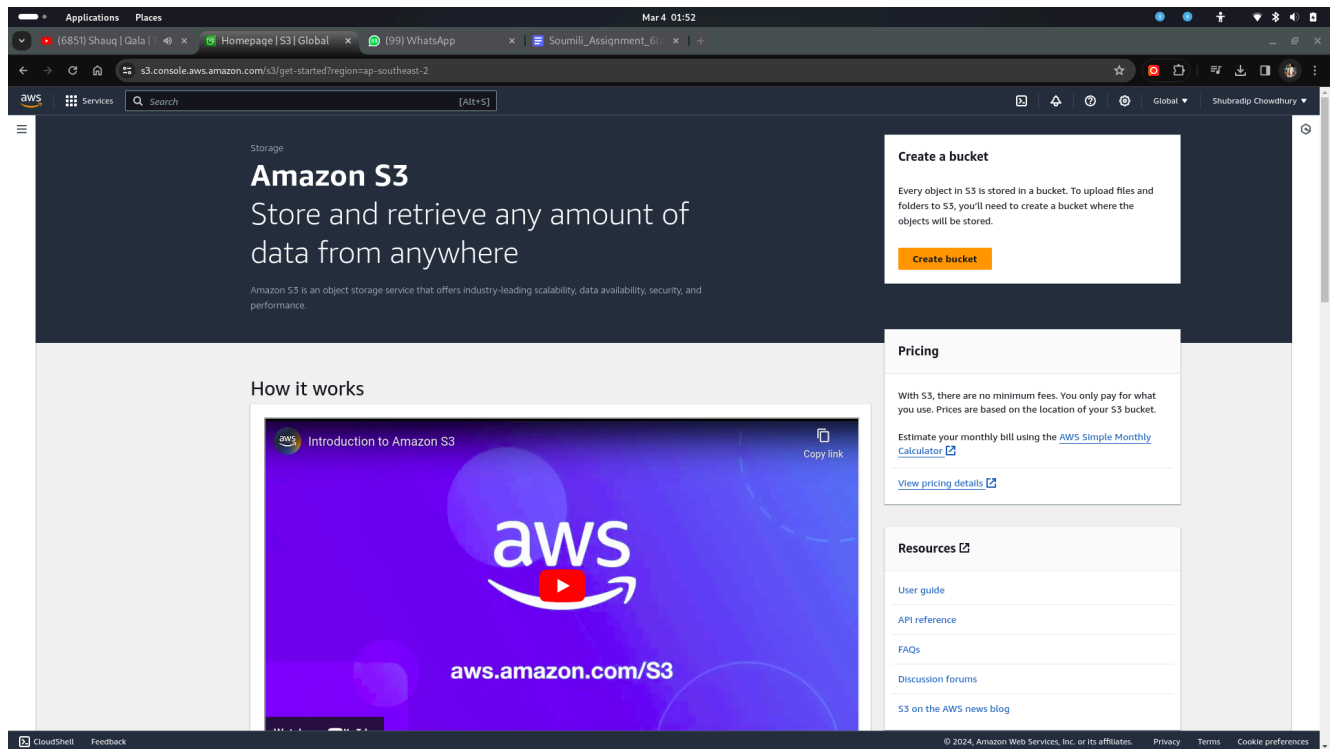 Applications Places Mar 4 01:52
(6851) Shauq | Qala | T
Homepage | S3 | Global
(99) WhatsApp
Soumili_Assignment_6(
s3.console.aws.amazon.com/s3/get-started?region=ap-southeast-2
aws Services Search [Alt+S] Global Shubradip Chowdhury
Storage
Amazon S3
Store and retrieve any amount of
data from anywhere
Amazon S3 is an object storage service that offers industry-leading scalability, data availability, security, and
performance.
Create a bucket
Every object in S3 is stored in a bucket. To upload files and
folders to S3, you'll need to create a bucket where the
objects will be stored.
Create bucket
Pricing
With S3, there are no minimum fees. You only pay for what
you use. Prices are based on the location of your S3 bucket.
Estimate your monthly bill using the AWS Simple Monthly
Calculator
View pricing details
How it works
aws Introduction to Amazon S3
Copy link
aws
aws.amazon.com/S3
Resources
User guide
API reference
FAQs
Discussion forums
S3 on the AWS news blog
CloudShell Feedback © 2024, Amazon Web Services, Inc. or its affiliates. Privacy Terms Cookie preferences